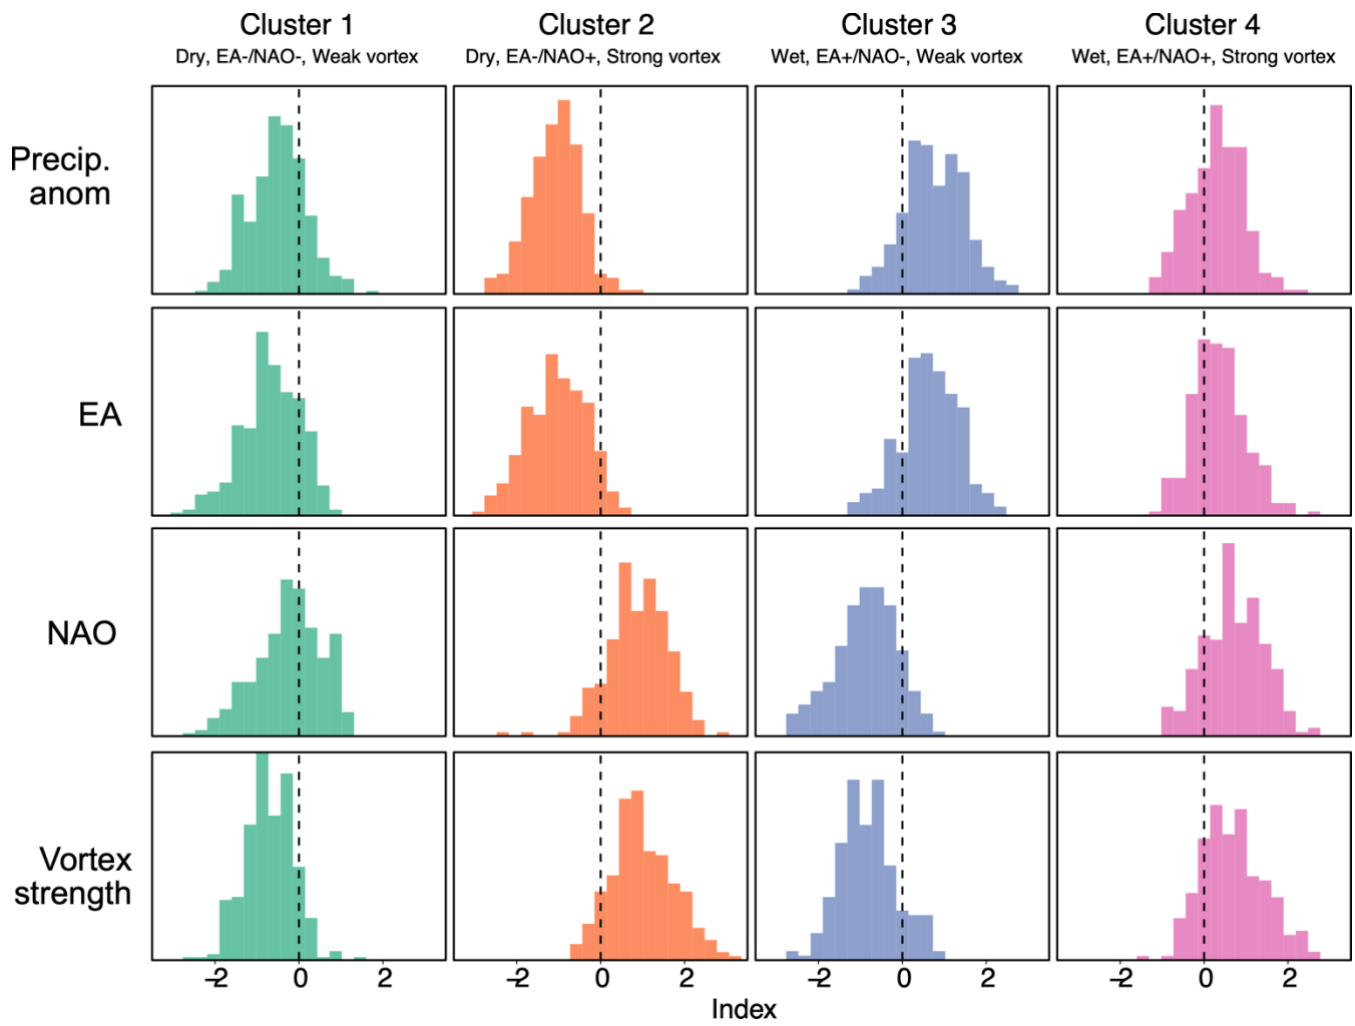 Cluster 1
Cluster 2
Cluster 3
Cluster 4
Dry, EA-/NAO-, Weak vortex
Dry, EA-/NAO+, Strong vortex
Wet, EA+/NAO-, Weak vortex
Wet, EA+/NAO+, Strong vortex
Precip.
anom
EA
NAO
Vortex
strength
−2 0 2
−2 0 2
−2 0 2
−2 0 2
Index